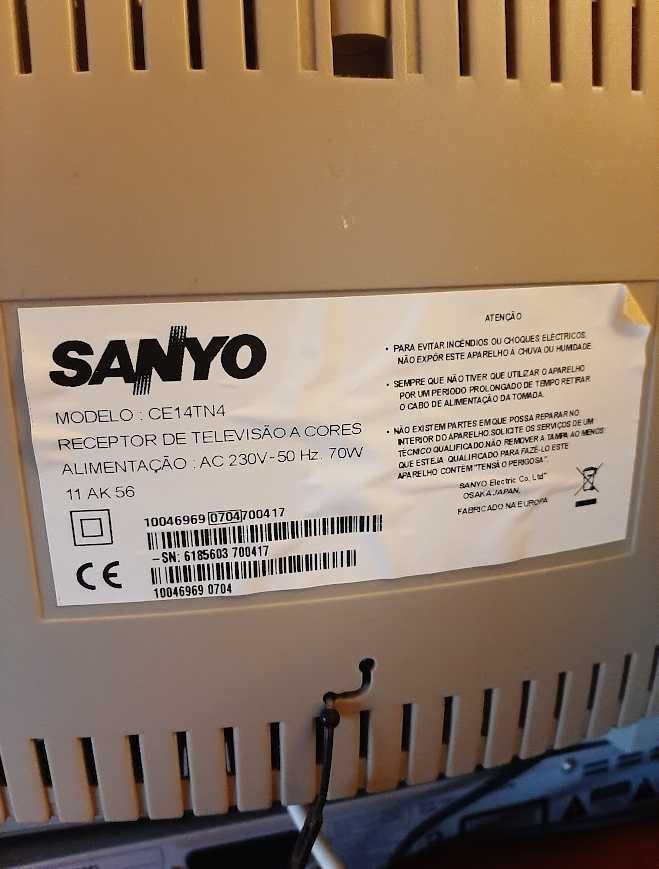 SANYO
MODELO : CE14TN4
RECEPTOR DE TELEVISÃO A CORES
ALIMENTAÇÃO : AC 230V-50 Hz. 70W
11 AK 56
10046969 0704 700417
-SN: 6185603 700417
10046969 0704
CE
ATENÇÃO
• PARA EVITAR INCÊNDIOS OU CHOQUES ELÉCTRICOS,
NÃO EXPÔR ESTE APARELHO À CHUVA OU HUMIDADE.
• SEMPRE QUE NÃO TIVER QUE UTILIZAR O APARELHO
POR UM PERIODO PROLONGADO DE TEMPO RETIRAR
O CABO DE ALIMENTAÇÃO DA TOMADA.
• NÃO EXISTEM PARTES EM QUE POSSA REPARAR NO
INTERIOR DO APARELHO.SOLICITE OS SERVIÇOS DE UM
TÉCNICO QUALIFICADO.NÃO REMOVER A TAMPA AO MENOS
QUE ESTEJA QUALIFICADO PARA FAZÊ-LO ESTE
APARELHO CONTÉM "TENSÃO PERIGOSA".
SANYO Electric Co, Ltd
OSAKA JAPAN,
FABRICADO NA EUROPA